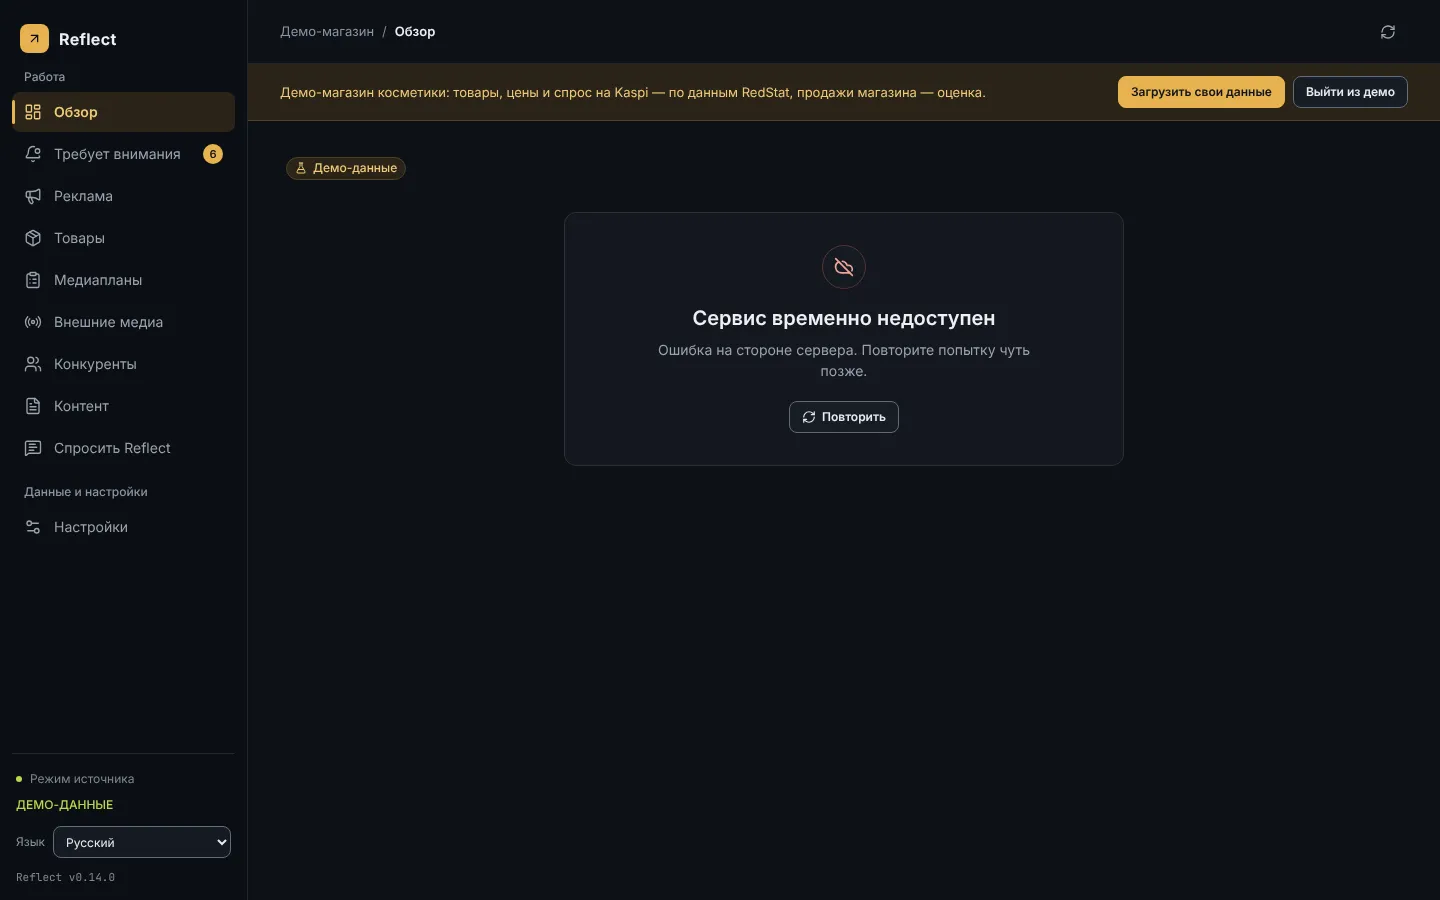 Reflect
Работа
Обзор
Требует внимания 6
Реклама
Товары
Медиапланы
Внешние медиа
Конкуренты
Контент
Спросить Reflect
Данные и настройки
Настройки
Режим источника
ДЕМО-ДАННЫЕ
Язык Русский
Reflect v0.14.0
Демо-магазин / Обзор
Демо-магазин косметики: товары, цены и спрос на Kaspi — по данным RedStat, продажи магазина — оценка.
Загрузить свои данные
Выйти из демо
Демо-данные
Сервис временно недоступен
Ошибка на стороне сервера. Повторите попытку чуть
позже.
Повторить